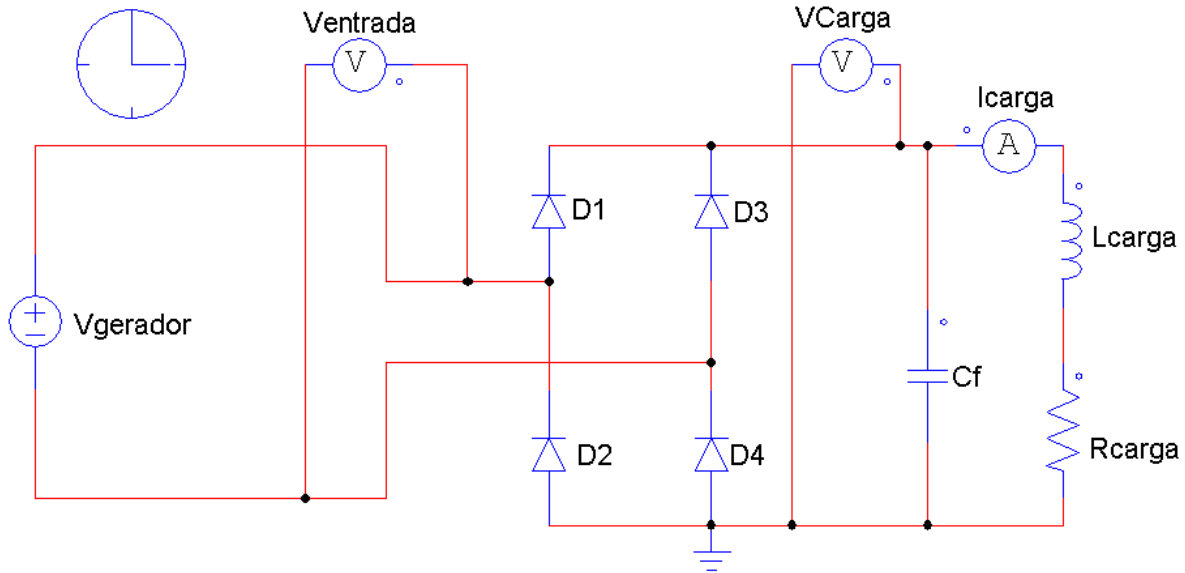 Ventrada
V
VCarga
V
Icarga
A
D1
D3
Lcarga
Vgerador
Cf
D2
D4
Rcarga